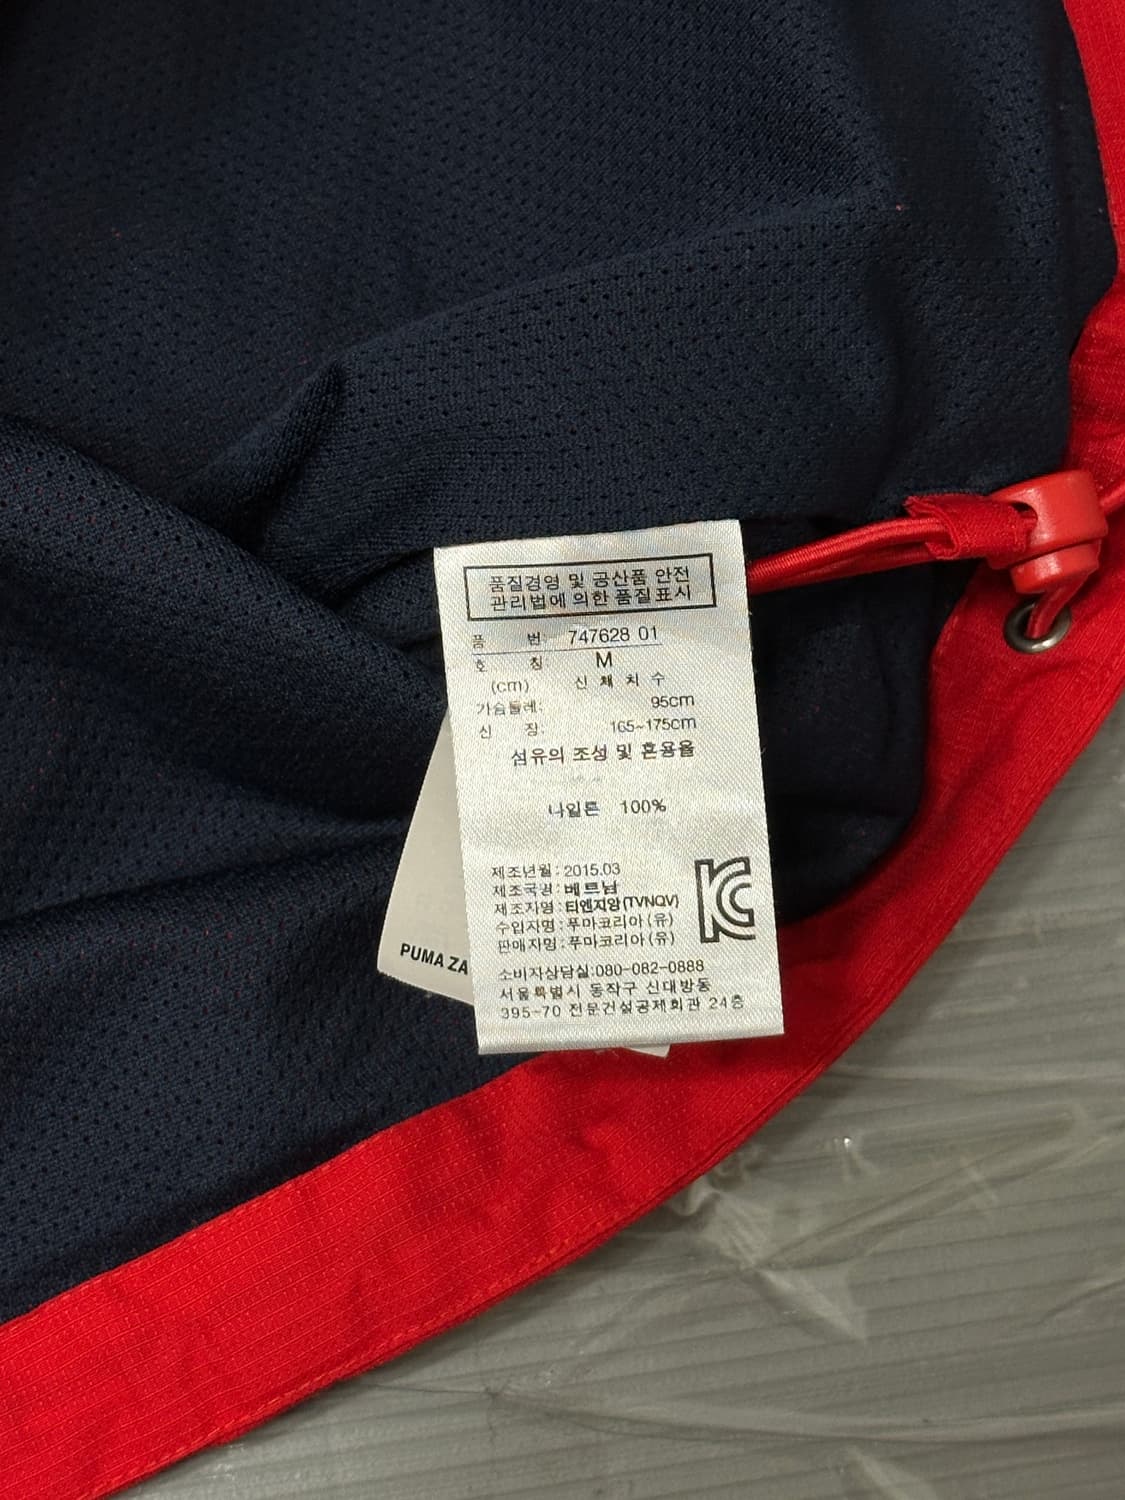 품질경영 및 공산품 안전
관리법에 의한 품질표시
품 번: 747628 01
호 칭: M
(cm) 신 체 치 수
가슴둘레: 95cm
신 장: 165~175cm
섬유의 조성 및 혼용율
나일론 100%
제조년월: 2015.03
제조국명: 베트남
제조자명: 티엔지앙(TVNQV)
수입자명: 푸마코리아(유)
판매자명: 푸마코리아(유)
KC
소비자상담실:080-082-0888
서울특별시 동작구 신대방동
395-70 전문건설공제회관 24층
PUMA ZA